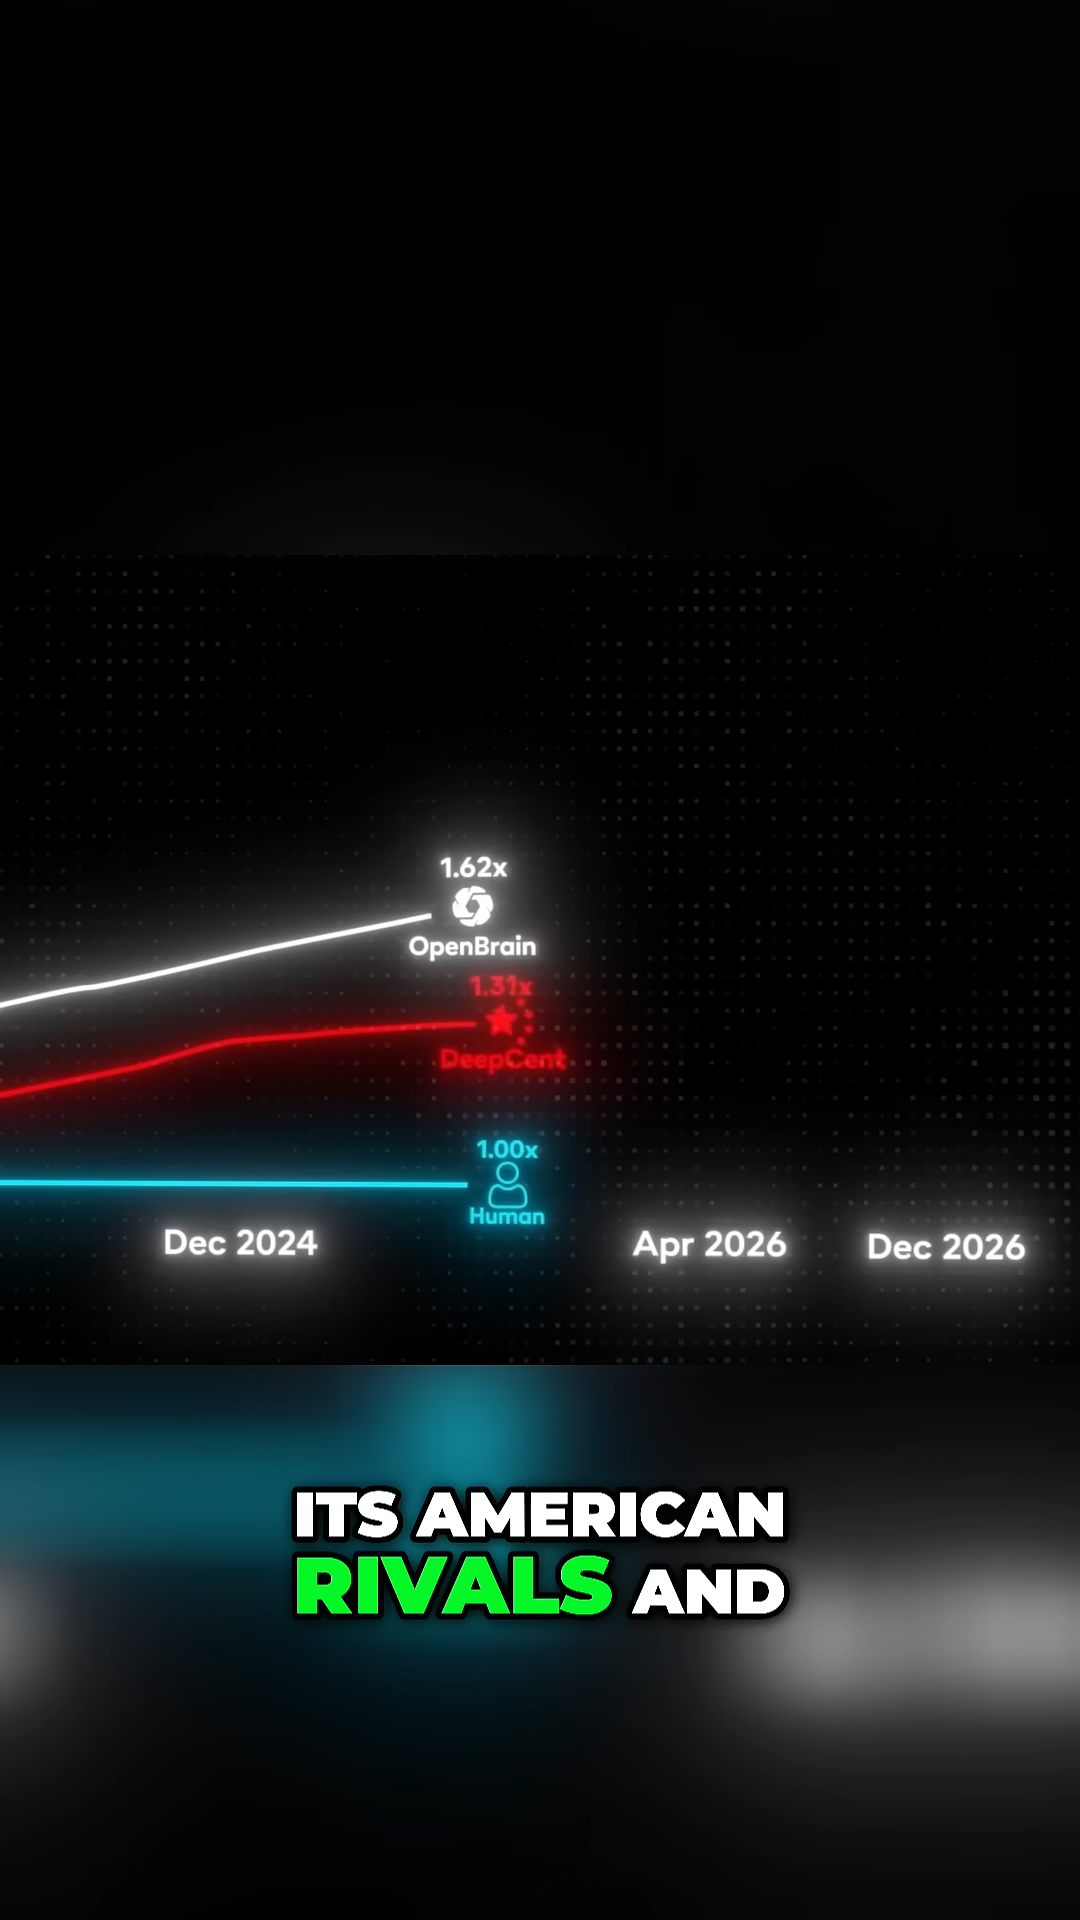 1.62x
OpenBrain
1.31x
DeepCent
1.00x
Human
Dec 2024
Apr 2026
Dec 2026
ITS AMERICAN
RIVALS AND